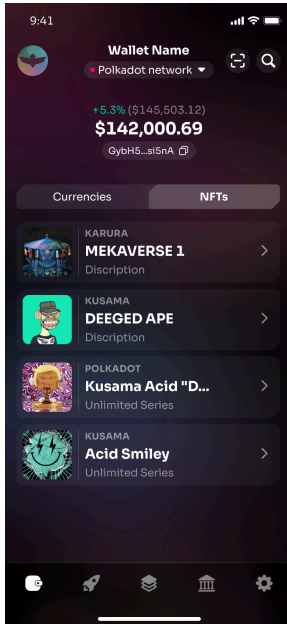 9:41
Wallet Name
Polkadot network
+5.3% ($145,503.12)
$142,000.69
GybH5...sI5nA
Currencies
NFTs
KARURA
MEKAVERSE 1
Discription
KUSAMA
DEEGED APE
Discription
POLKADOT
Kusama Acid "D...
Unlimited Series
KUSAMA
Acid Smiley
Unlimited Series